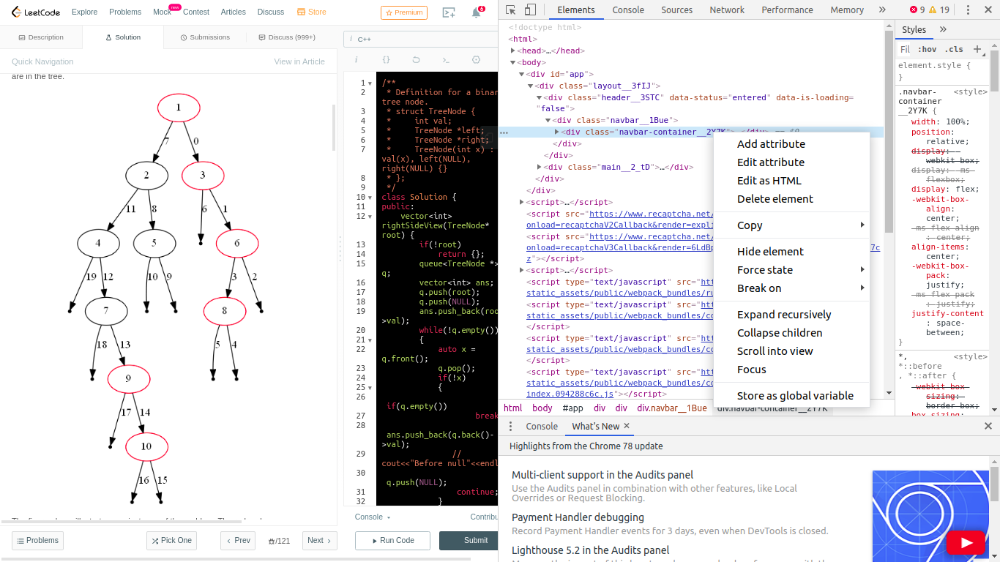 LeetCode
Explore
Problems
Mock
new
Contest
Articles
Discuss
Store
Premium
6
Description
Solution
Submissions
Discuss (999+)
Quick Navigation
View in Article
are in the tree.
1
7
0
2
3
11
8
6
1
4
5
6
19
12
10
9
3
2
7
8
18
13
5
4
9
17
14
10
16
15
Problems
Pick One
Prev
/121
Next
i C++
i {}
1 /**
2 * Definition for a binar
tree node.
3 * struct TreeNode {
4 *     int val;
5 *     TreeNode *left;
6 *     TreeNode *right;
7 *     TreeNode(int x) :
val(x), left(NULL),
right(NULL) {}
8 * };
9 */
10 class Solution {
11 public:
12     vector<int>
rightSideView(TreeNode*
root) {
13         if(!root)
14             return {};
15         queue<TreeNode *>
q;
16         vector<int> ans;
17         q.push(root);
18         q.push(NULL);
19         ans.push_back(roo
>val);
20         while(!q.empty())
21         {
22             auto x =
q.front();
23             q.pop();
24             if(!x)
25             {
26
if(q.empty())
27                     break
28
ans.push_back(q.back()-
>val);
29                //
cout<<"Before null"<<endl
30
q.push(NULL);
31                 continue;
32             }
Console
Contribu
Run Code
Submit
Elements
Console
Sources
Network
Performance
Memory
9
19
<!doctype html>
<html>
<head>…</head>
<body>
<div id="app">
<div class="layout__3fIJ">
<div class="header__3STC" data-status="entered" data-is-loading=
"false">
<div class="navbar__1Bue">
<div class="navbar-container__2Y7K">…</div> == $0
</div>
</div>
<div class="main__2_tD">…</div>
</div>
</div>
<script>…</script>
<script src="https://www.recaptcha.net/
onload=recaptchaV2Callback&render=expli
<script src="https://www.recaptcha.net/
onload=recaptchaV3Callback&render=6LdBp
7c
z"></script>
<script>…</script>
<script type="text/javascript" src="htt
static_assets/public/webpack_bundles/ru
<script type="text/javascript" src="htt
static_assets/public/webpack_bundles/co
</script>
<script type="text/javascript" src="htt
static_assets/public/webpack_bundles/co
</script>
<script type="text/javascript" src="htt
static_assets/public/webpack_bundles/co
index.094288c6c.js"></script>
html body #app div div div.navbar__1Bue div.navbar-container__2Y7K
Add attribute
Edit attribute
Edit as HTML
Delete element
Copy
Hide element
Force state
Break on
Expand recursively
Collapse children
Scroll into view
Focus
Store as global variable
Styles
Fil :hov .cls +
element.style {
}
.navbar-
container
__2Y7K {
<style>
width: 100%;
position:
relative;
display: -
webkit-box;
display: -ms-
flexbox;
display: flex;
-webkit-box-
align:
center;
-ms-flex-align
: center;
align-items:
center;
-webkit-box-
pack:
justify;
-ms-flex-pack
: justify;
justify-content
: space-
between;
}
*,
*::before
, *::after {
<style>
-webkit-box-
sizing:
border-box;
box-sizing:
Console
What's New
Highlights from the Chrome 78 update
Multi-client support in the Audits panel
Use the Audits panel in combination with other features, like Local
Overrides or Request Blocking.
Payment Handler debugging
Record Payment Handler events for 3 days, even when DevTools is closed.
Lighthouse 5.2 in the Audits panel